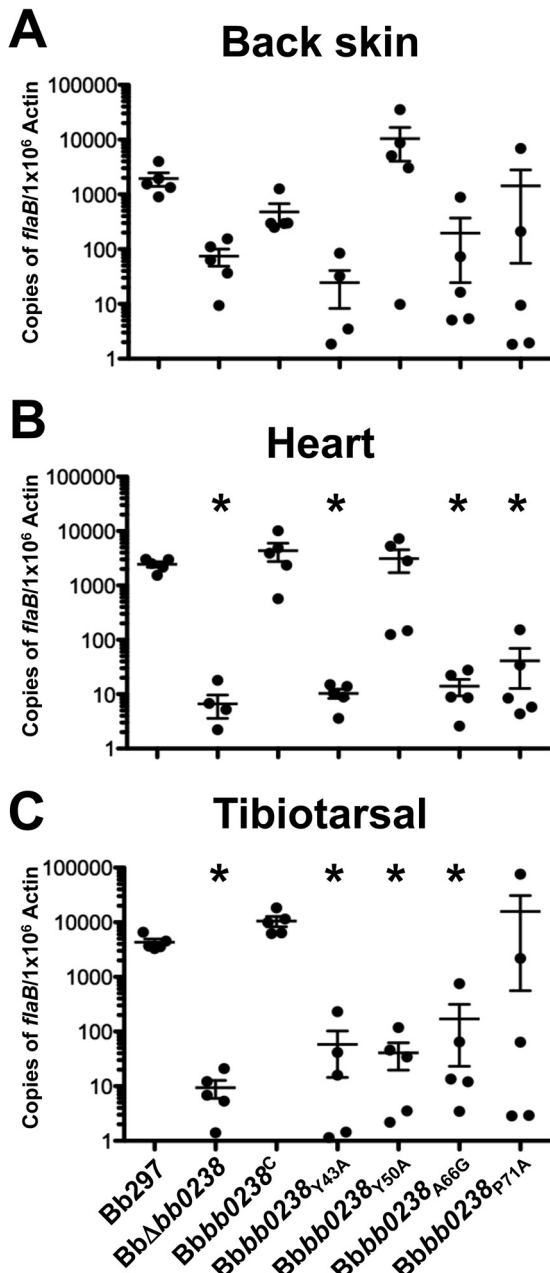 A
Back skin
Copies of flaB/1x10⁶ Actin
100000
10000
1000
100
10
1
B
Heart
Copies of flaB/1x10⁶ Actin
100000
10000
1000
100
10
1
* * * *
C
Tibiotarsal
Copies of flaB/1x10⁶ Actin
100000
10000
1000
100
10
1
* * * *
Bb297
BbΔbb0238
Bbbb0238ᶜ
Bbbb0238Y43A
Bbbb0238Y50A
Bbbb0238A66G
Bbbb0238P71A